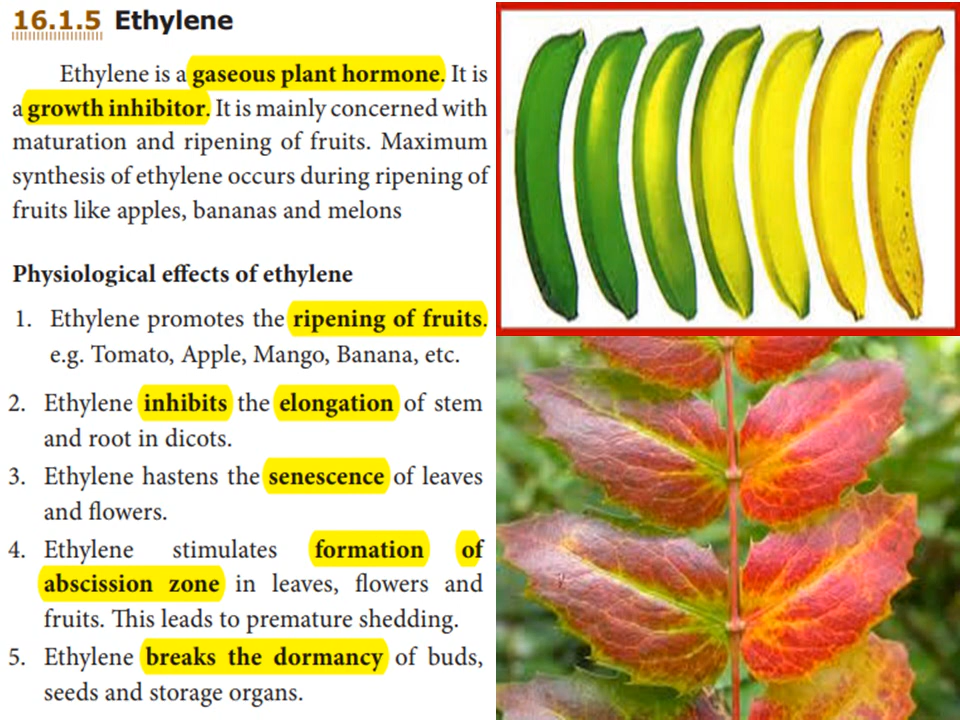 16.1.5 Ethylene
Ethylene is a gaseous plant hormone. It is
a growth inhibitor. It is mainly concerned with
maturation and ripening of fruits. Maximum
synthesis of ethylene occurs during ripening of
fruits like apples, bananas and melons
Physiological effects of ethylene
1. Ethylene promotes the ripening of fruits.
e.g. Tomato, Apple, Mango, Banana, etc.
2. Ethylene inhibits the elongation of stem
and root in dicots.
3. Ethylene hastens the senescence of leaves
and flowers.
4. Ethylene stimulates formation of
abscission zone in leaves, flowers and
fruits. This leads to premature shedding.
5. Ethylene breaks the dormancy of buds,
seeds and storage organs.